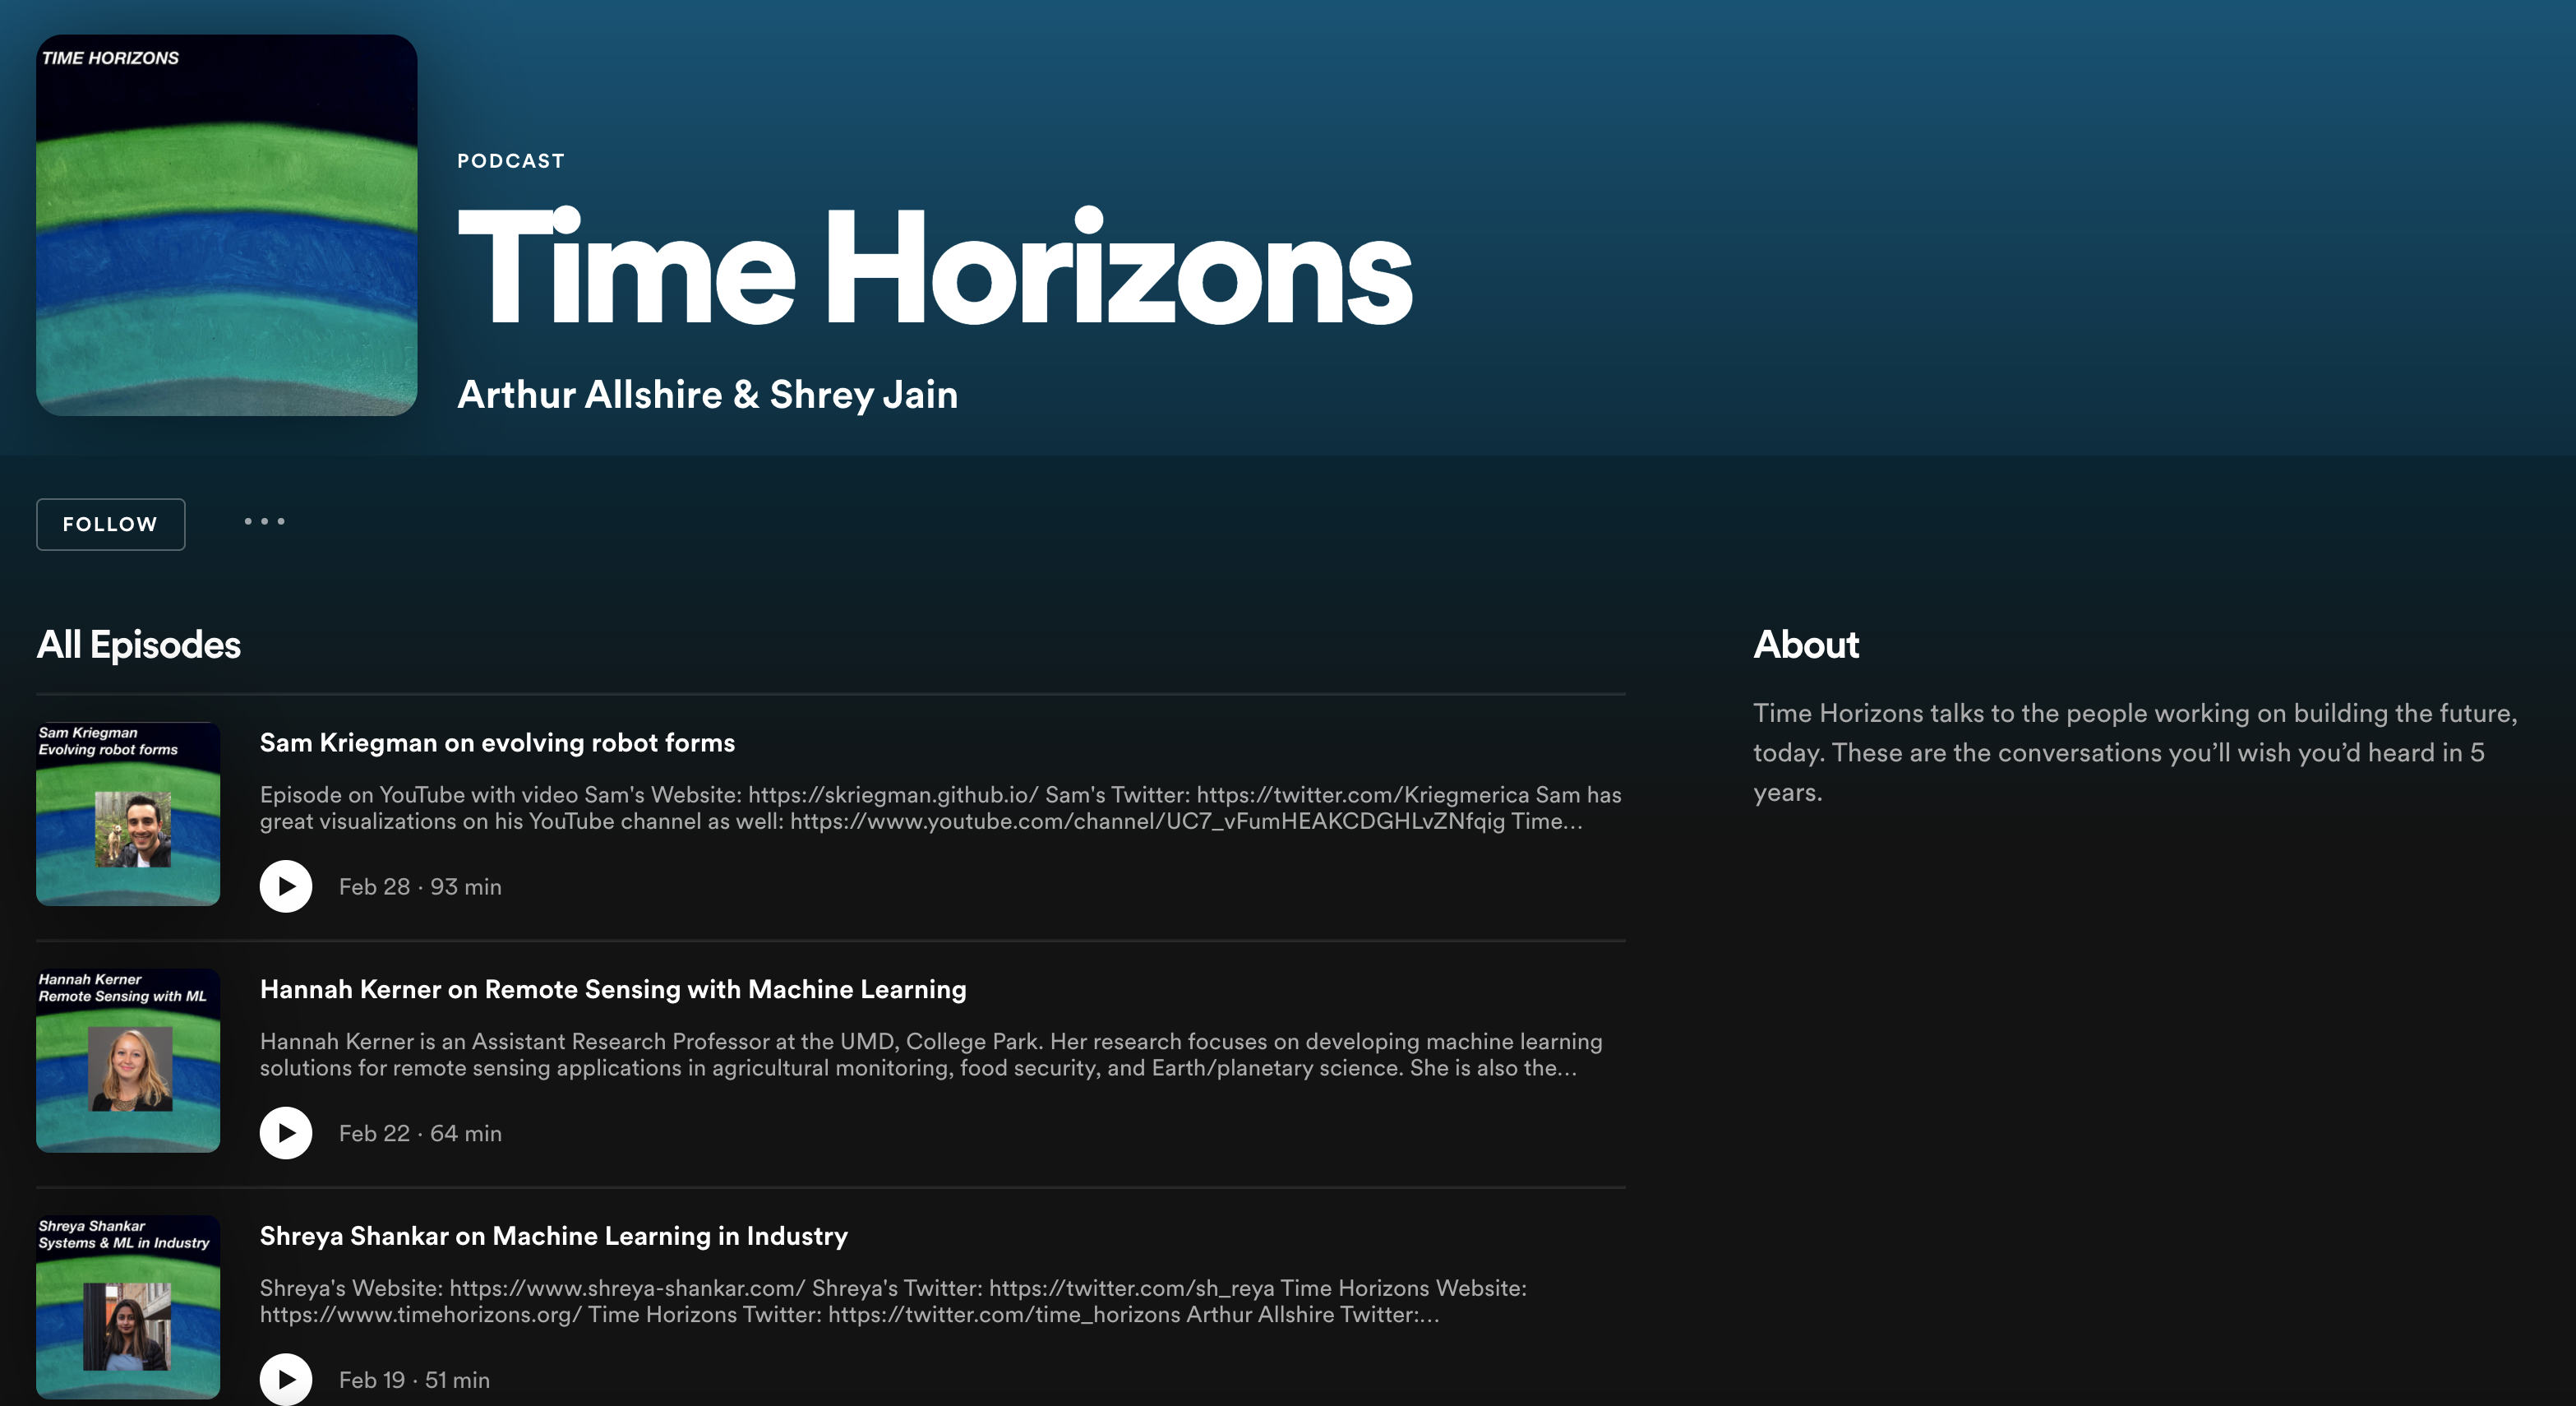 TIME HORIZONS
PODCAST
Time Horizons
Arthur Allshire & Shrey Jain
FOLLOW
All Episodes
Sam Kriegman
Evolving robot forms
Sam Kriegman on evolving robot forms
Episode on YouTube with video Sam's Website: https://skriegman.github.io/ Sam's Twitter: https://twitter.com/Kriegmerica Sam has
great visualizations on his YouTube channel as well: https://www.youtube.com/channel/UC7_vFumHEAKCDGHLvZNfqig Time...
Feb 28 · 93 min
Hannah Kerner
Remote Sensing with ML
Hannah Kerner on Remote Sensing with Machine Learning
Hannah Kerner is an Assistant Research Professor at the UMD, College Park. Her research focuses on developing machine learning
solutions for remote sensing applications in agricultural monitoring, food security, and Earth/planetary science. She is also the...
Feb 22 · 64 min
Shreya Shankar
Systems & ML in Industry
Shreya Shankar on Machine Learning in Industry
Shreya's Website: https://www.shreya-shankar.com/ Shreya's Twitter: https://twitter.com/sh_reya Time Horizons Website:
https://www.timehorizons.org/ Time Horizons Twitter: https://twitter.com/time_horizons Arthur Allshire Twitter:...
Feb 19 · 51 min
About
Time Horizons talks to the people working on building the future,
today. These are the conversations you’ll wish you’d heard in 5
years.